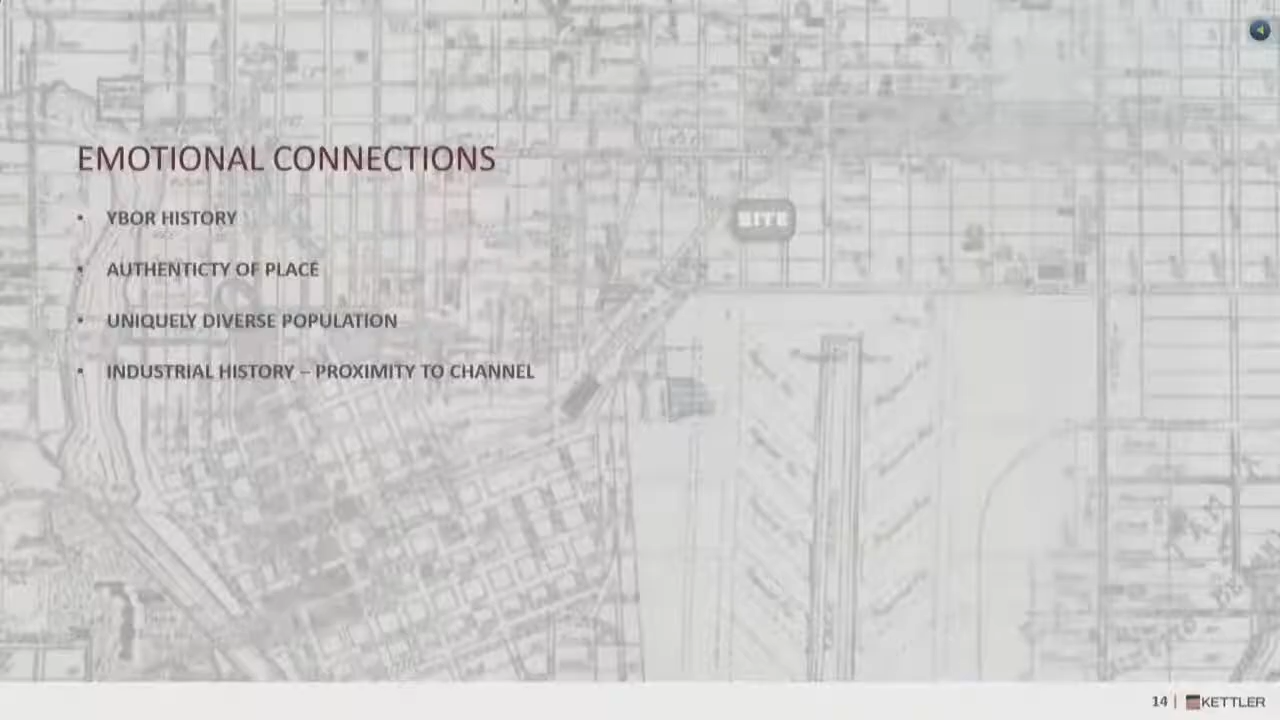 EMOTIONAL CONNECTIONS
• YBOR HISTORY
• AUTHENTICTY OF PLACE
• UNIQUELY DIVERSE POPULATION
• INDUSTRIAL HISTORY – PROXIMITY TO CHANNEL
SITE
14 | KETTLER